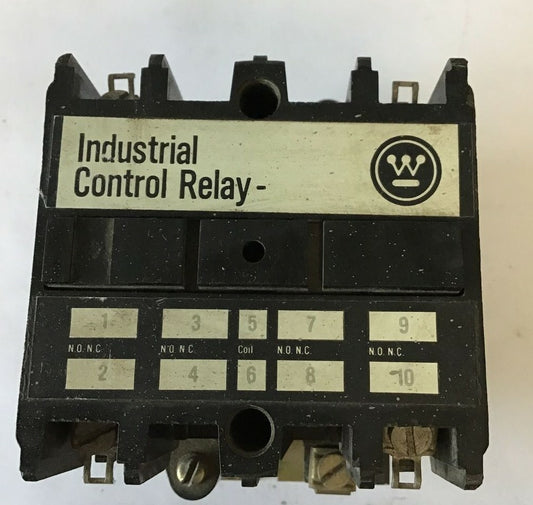 Industrial
Control Relay-
W
1 3 5 7 9
N.O. N.C. N.O. N.C. Coil N.O. N.C. N.O. N.C.
2 4 6 8 10